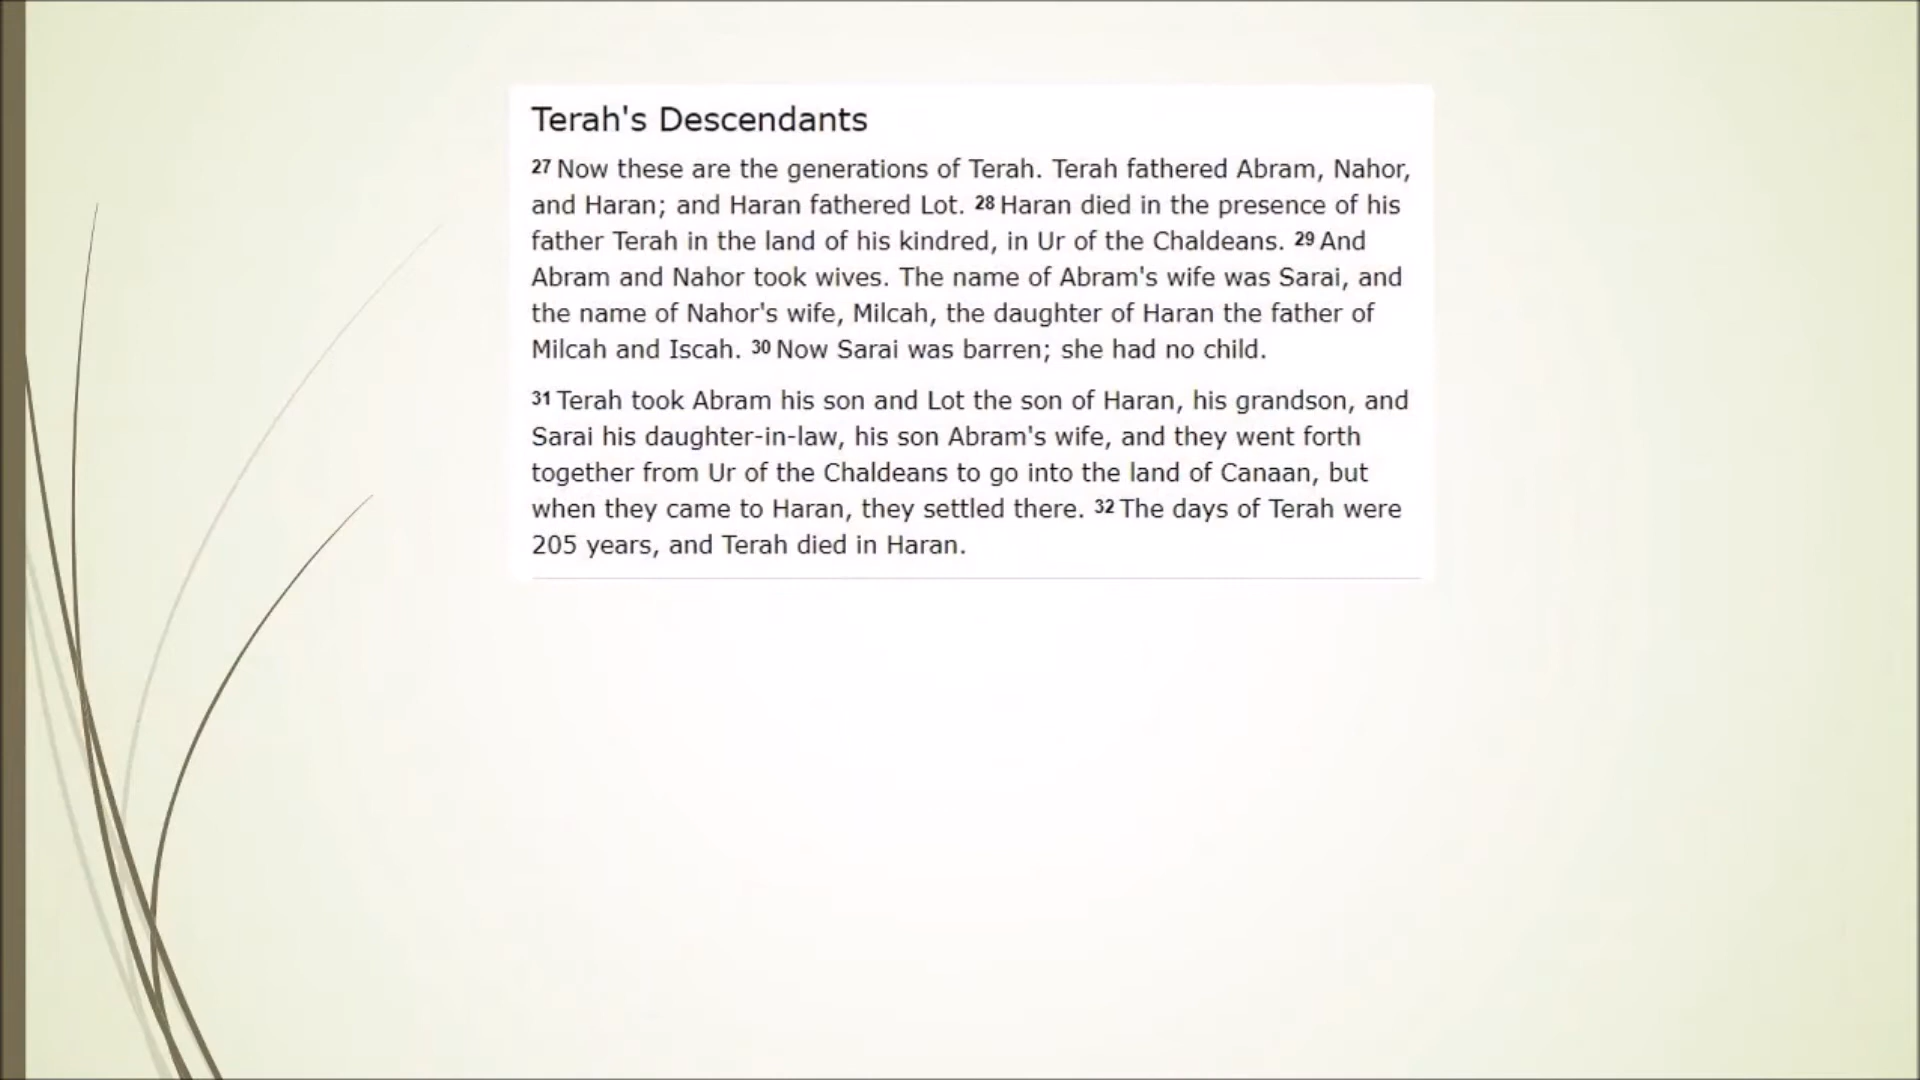 Terah's Descendants
27 Now these are the generations of Terah. Terah fathered Abram, Nahor,
and Haran; and Haran fathered Lot. 28 Haran died in the presence of his
father Terah in the land of his kindred, in Ur of the Chaldeans. 29 And
Abram and Nahor took wives. The name of Abram's wife was Sarai, and
the name of Nahor's wife, Milcah, the daughter of Haran the father of
Milcah and Iscah. 30 Now Sarai was barren; she had no child.
31 Terah took Abram his son and Lot the son of Haran, his grandson, and
Sarai his daughter-in-law, his son Abram's wife, and they went forth
together from Ur of the Chaldeans to go into the land of Canaan, but
when they came to Haran, they settled there. 32 The days of Terah were
205 years, and Terah died in Haran.